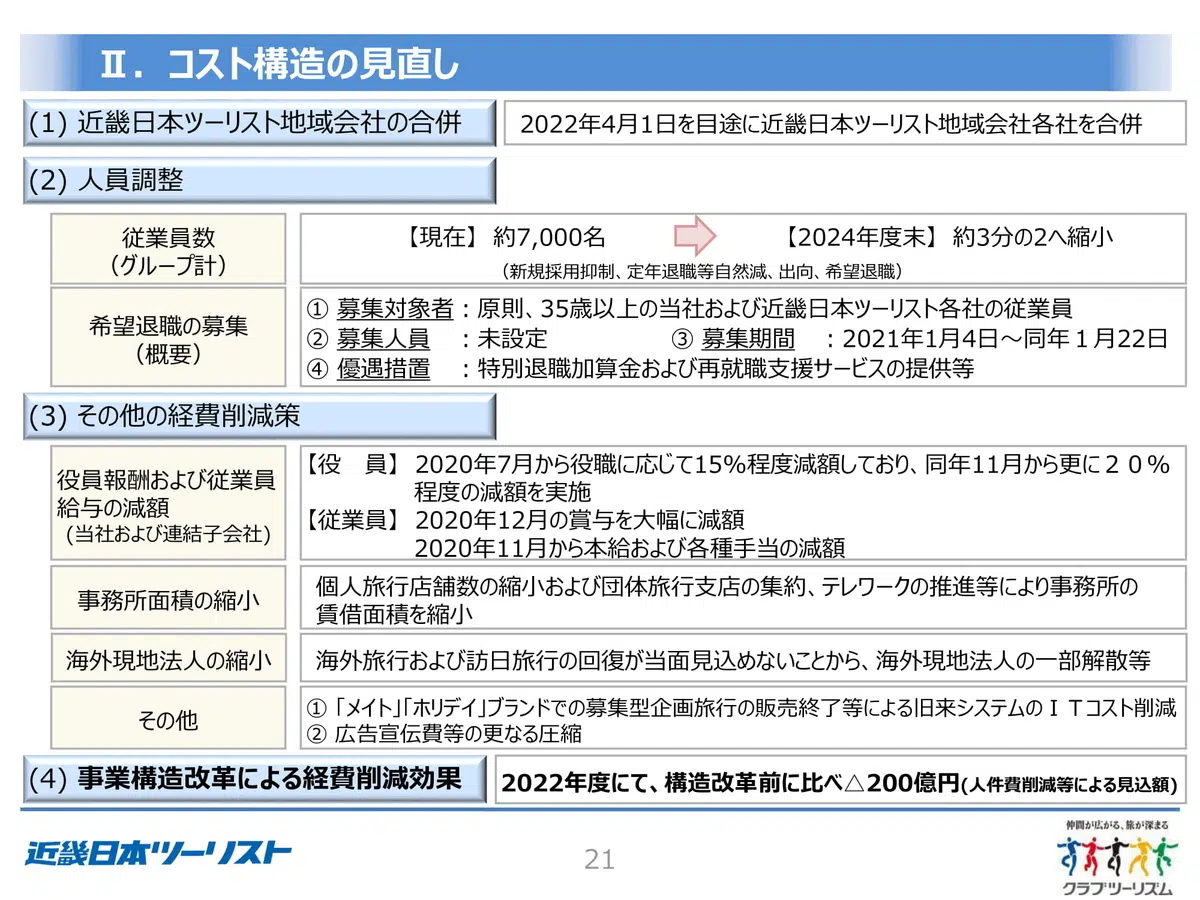 Ⅱ．コスト構造の見直し
(1) 近畿日本ツーリスト地域会社の合併
2022年4月1日を目途に近畿日本ツーリスト地域会社各社を合併
(2) 人員調整
従業員数
（グループ計）
【現在】 約7,000名
【2024年度末】 約3分の2へ縮小
（新規採用抑制、定年退職等自然減、出向、希望退職）
希望退職の募集
（概要）
① 募集対象者：原則、35歳以上の当社および近畿日本ツーリスト各社の従業員
② 募集人員 ：未設定 ③ 募集期間 ：2021年1月4日～同年１月22日
④ 優遇措置 ：特別退職加算金および再就職支援サービスの提供等
(3) その他の経費削減策
役員報酬および従業員
給与の減額
(当社および連結子会社)
【役　員】 2020年7月から役職に応じて15%程度減額しており、同年11月から更に２０％
程度の減額を実施
【従業員】 2020年12月の賞与を大幅に減額
2020年11月から本給および各種手当の減額
事務所面積の縮小
個人旅行店舗数の縮小および団体旅行支店の集約、テレワークの推進等により事務所の
賃借面積を縮小
海外現地法人の縮小
海外旅行および訪日旅行の回復が当面見込めないことから、海外現地法人の一部解散等
その他
① 「メイト」「ホリデイ」ブランドでの募集型企画旅行の販売終了等による旧来システムのＩＴコスト削減
② 広告宣伝費等の更なる圧縮
(4) 事業構造改革による経費削減効果
2022年度にて、構造改革前に比べ△200億円(人件費削減等による見込額)
近畿日本ツーリスト
21
仲間が広がる、旅が深まる
クラブツーリズム